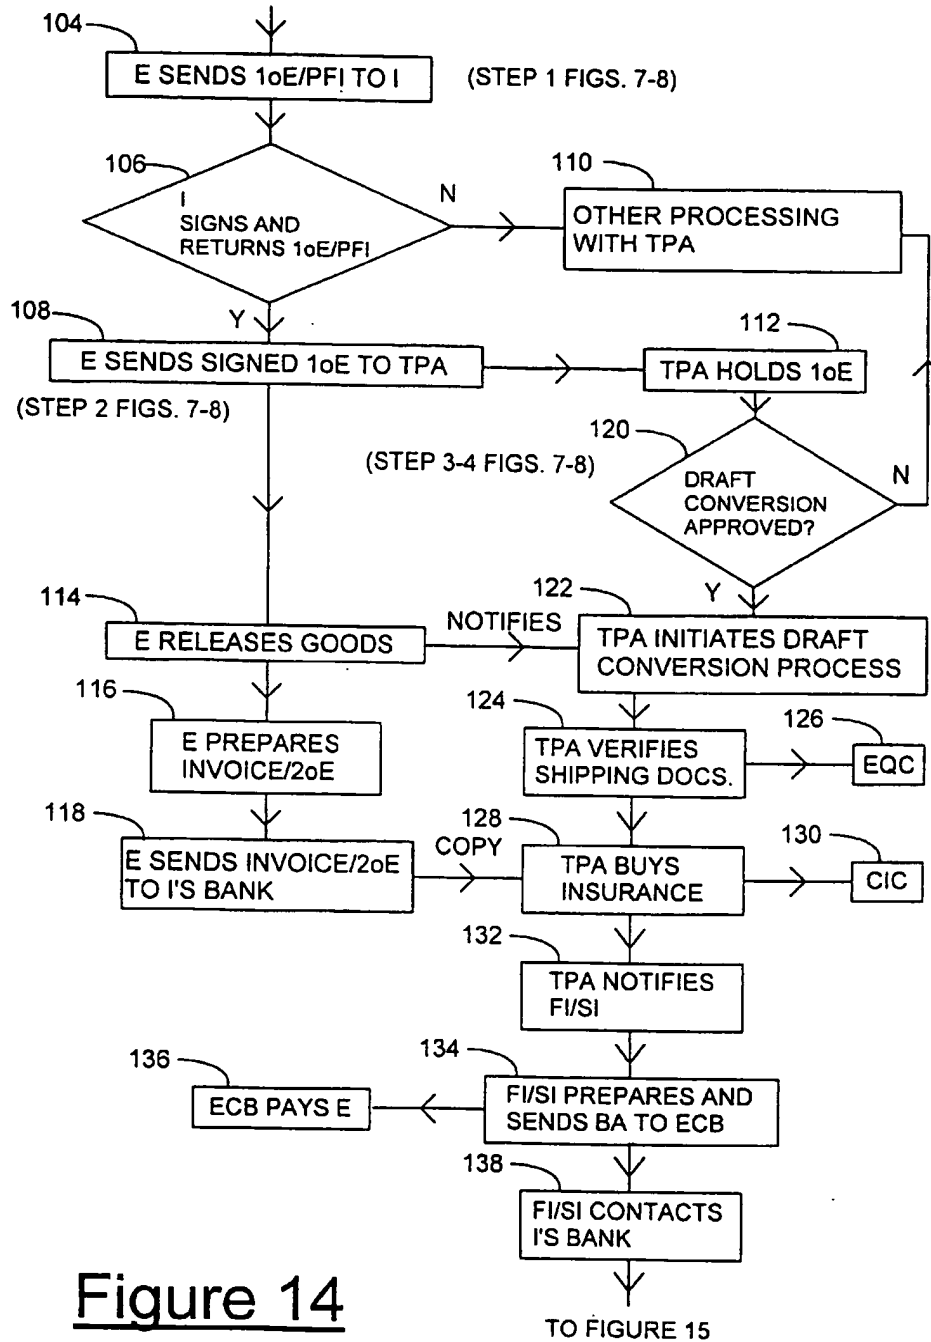 104
E SENDS 1oE/PFI TO I
(STEP 1 FIGS. 7-8)
106
I
SIGNS AND
RETURNS 1oE/PFI
N
110
OTHER PROCESSING
WITH TPA
Y
108
E SENDS SIGNED 1oE TO TPA
(STEP 2 FIGS. 7-8)
112
TPA HOLDS 1oE
120
(STEP 3-4 FIGS. 7-8)
DRAFT
CONVERSION
APPROVED?
N
Y
114
E RELEASES GOODS
NOTIFIES
122
TPA INITIATES DRAFT
CONVERSION PROCESS
116
E PREPARES
INVOICE/2oE
124
TPA VERIFIES
SHIPPING DOCS.
126
EQC
118
E SENDS INVOICE/2oE
TO I'S BANK
COPY
128
TPA BUYS
INSURANCE
130
CIC
132
TPA NOTIFIES
FI/SI
134
FI/SI PREPARES AND
SENDS BA TO ECB
136
ECB PAYS E
138
FI/SI CONTACTS
I'S BANK
Figure 14
TO FIGURE 15